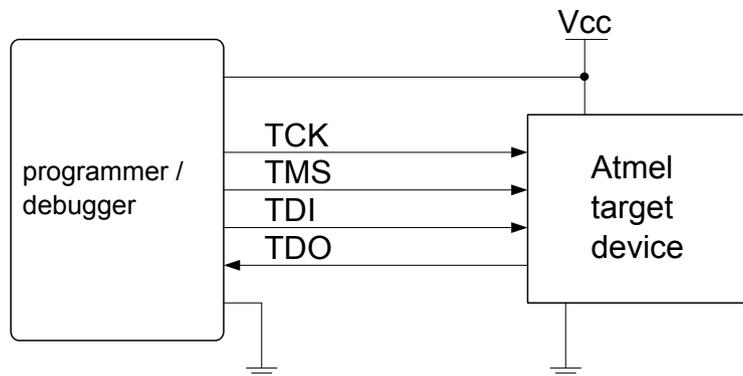 Vcc
TCK
TMS
TDI
TDO
programmer /
debugger
Atmel
target
device